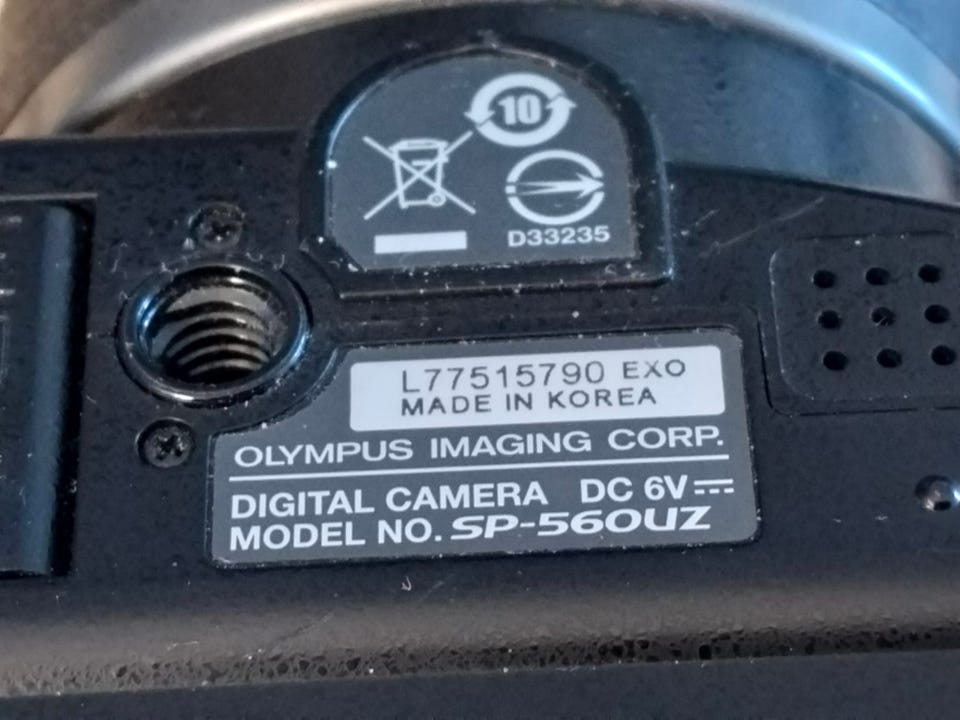 10
D33235
L77515790 EXO
MADE IN KOREA
OLYMPUS IMAGING CORP.
DIGITAL CAMERA DC 6V
MODEL NO. SP-560UZ